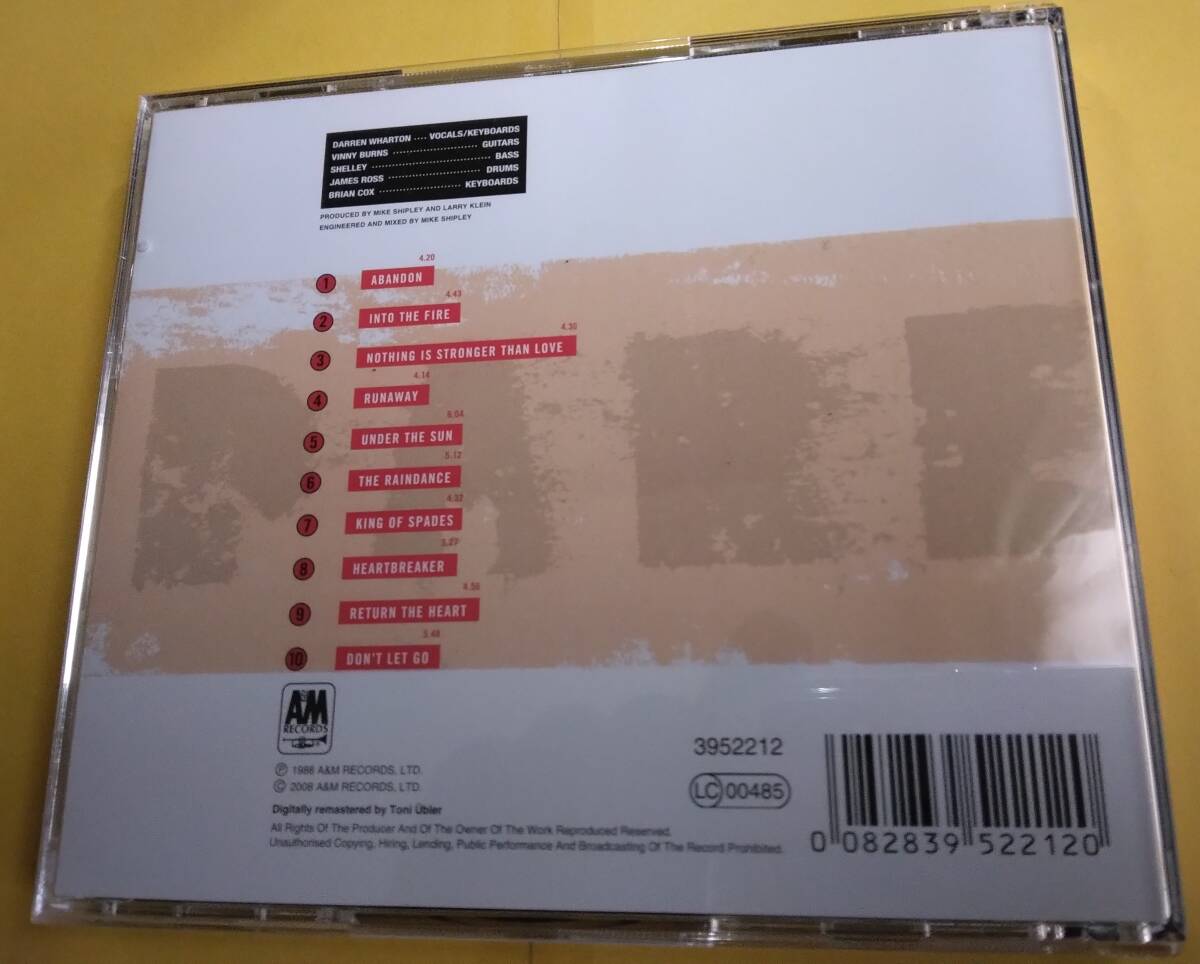 DARREN WHARTON .... VOCALS/KEYBOARDS
VINNY BURNS ........................ GUITARS
SHELLEY ................................. BASS
JAMES ROSS ......................... DRUMS
BRIAN COX ....................... KEYBOARDS
PRODUCED BY MIKE SHIPLEY AND LARRY KLEIN
ENGINEERED AND MIXED BY MIKE SHIPLEY
4.20
1 ABANDON
4.43
2 INTO THE FIRE
4.30
3 NOTHING IS STRONGER THAN LOVE
4.14
4 RUNAWAY
6.04
5 UNDER THE SUN
5.12
6 THE RAINDANCE
4.32
7 KING OF SPADES
8 HEARTBREAKER
4.56
9 RETURN THE HEART
5.48
10 DON'T LET GO
A&M
RECORDS
℗ 1988 A&M RECORDS, LTD.
© 2008 A&M RECORDS, LTD.
Digitally remastered by Toni Übler
All Rights Of The Producer And Of The Owner Of The Work Reproduced Reserved.
Unauthorised Copying, Hiring, Lending, Public Performance And Broadcasting Of The Record Prohibited.
3952212
LC 00485
0 082839 522120